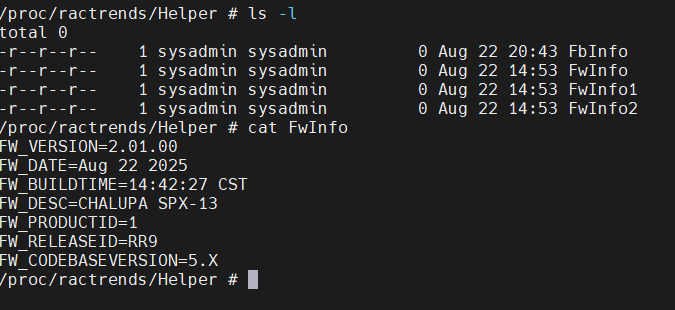 /proc/ractrends/Helper # ls -l
total 0
-r--r--r--    1 sysadmin sysadmin         0 Aug 22 20:43 FbInfo
-r--r--r--    1 sysadmin sysadmin         0 Aug 22 14:53 FwInfo
-r--r--r--    1 sysadmin sysadmin         0 Aug 22 14:53 FwInfo1
-r--r--r--    1 sysadmin sysadmin         0 Aug 22 14:53 FwInfo2
/proc/ractrends/Helper # cat FwInfo
FW_VERSION=2.01.00
FW_DATE=Aug 22 2025
FW_BUILDTIME=14:42:27 CST
FW_DESC=CHALUPA SPX-13
FW_PRODUCTID=1
FW_RELEASEID=RR9
FW_CODEBASEVERSION=5.X
/proc/ractrends/Helper #